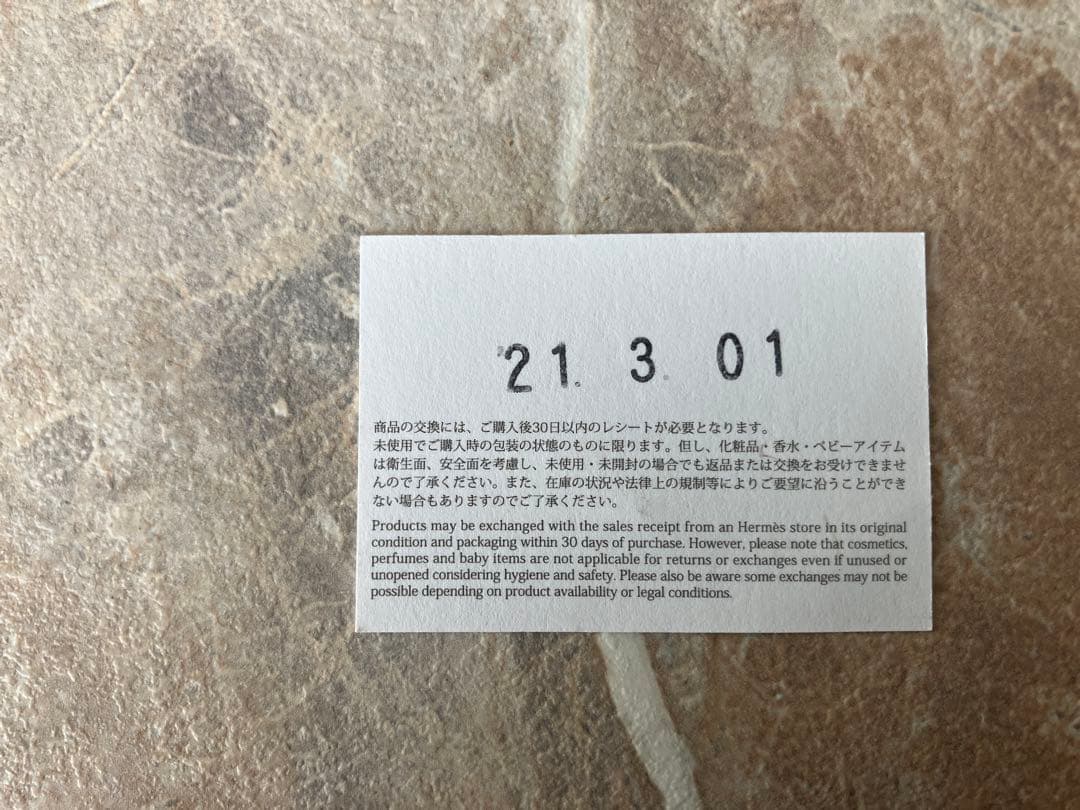 '21. 3. 01
商品の交換には、ご購入後30日以内のレシートが必要となります。
未使用でご購入時の包装の状態のものに限ります。但し、化粧品・香水・ベビーアイテム
は衛生面、安全面を考慮し、未使用・未開封の場合でも返品または交換をお受けできませ
んので了承ください。また、在庫の状況や法律上の規制等によりご要望に沿うことができ
ない場合もありますのでご了承ください。
Products may be exchanged with the sales receipt from an Hermès store in its original
condition and packaging within 30 days of purchase. However, please note that cosmetics,
perfumes and baby items are not applicable for returns or exchanges even if unused or
unopened considering hygiene and safety. Please also be aware some exchanges may not be
possible depending on product availability or legal conditions.